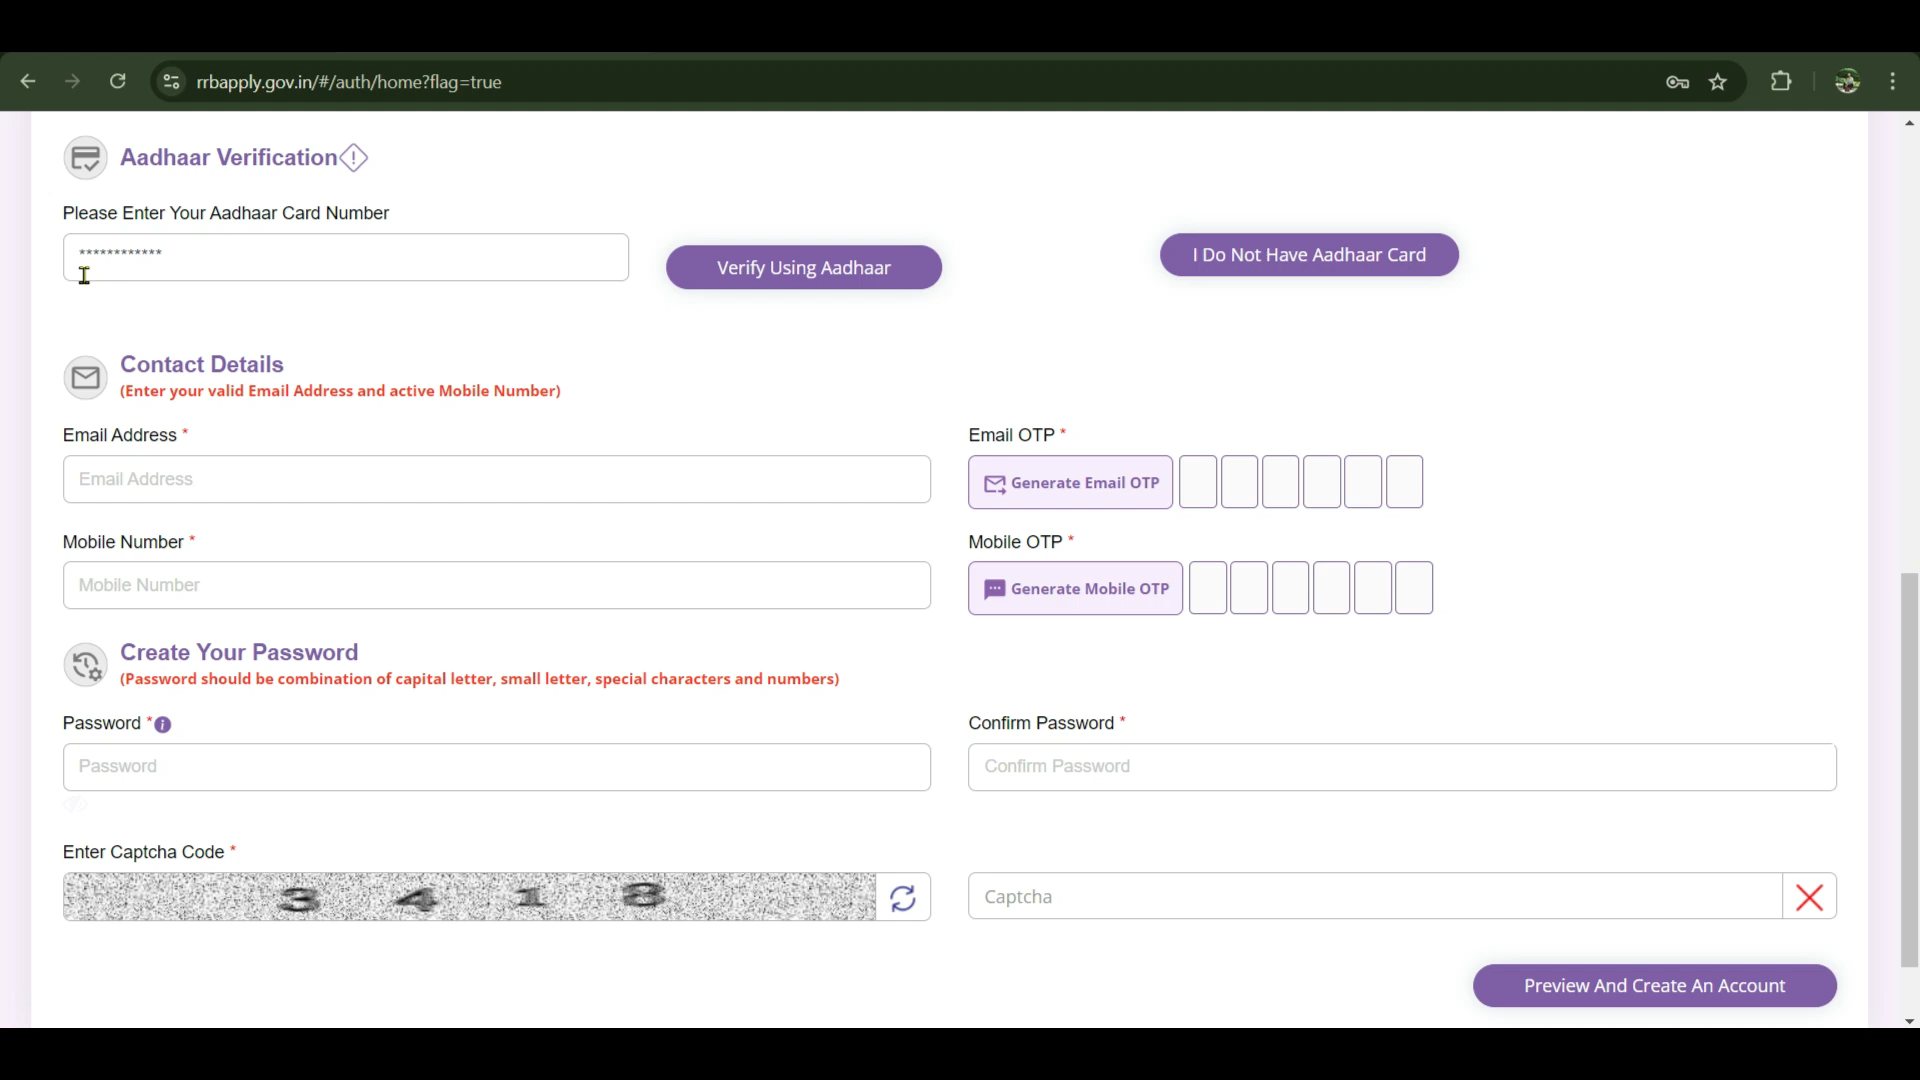 rrbapply.gov.in/#/auth/home?flag=true
Aadhaar Verification
Please Enter Your Aadhaar Card Number
************
Verify Using Aadhaar
I Do Not Have Aadhaar Card
Contact Details
(Enter your valid Email Address and active Mobile Number)
Email Address *
Email OTP *
Email Address
Generate Email OTP
Mobile Number *
Mobile OTP *
Mobile Number
Generate Mobile OTP
Create Your Password
(Password should be combination of capital letter, small letter, special characters and numbers)
Password *
Confirm Password *
Password
Confirm Password
Enter Captcha Code *
3 4 1 8
Captcha
Preview And Create An Account